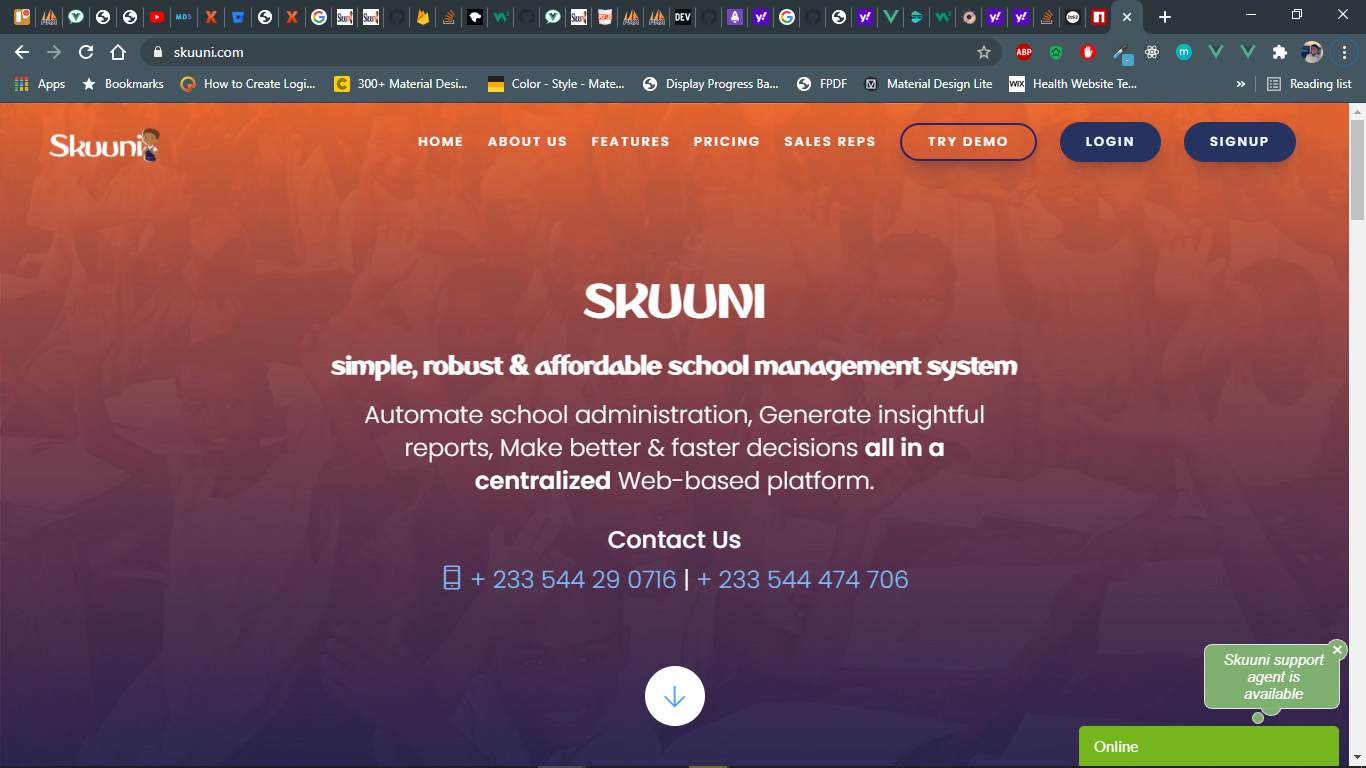 skuuni.com
ABP
m
Apps
Bookmarks
How to Create Logi...
300+ Material Desi...
Color - Style - Mate...
Display Progress Ba...
FPDF
Material Design Lite
WIX
Health Website Te...
»
Reading list
Skuuni
HOME
ABOUT US
FEATURES
PRICING
SALES REPS
TRY DEMO
LOGIN
SIGNUP
SKUUNI
simple, robust & affordable school management system
Automate school administration, Generate insightful
reports, Make better & faster decisions all in a
centralized Web-based platform.
Contact Us
+ 233 544 29 0716 | + 233 544 474 706
Skuuni support
agent is
available
Online